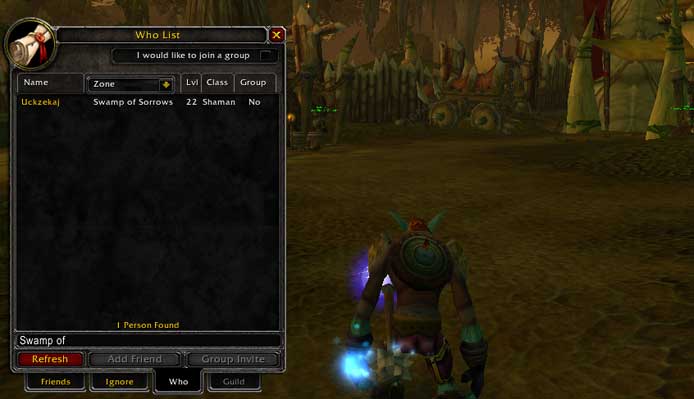 Who List
I would like to join a group
Name Zone Lvl Class Group
Uckzekaj Swamp of Sorrows 22 Shaman No
1 Person Found
Swamp of
Refresh Add Friend Group Invite
Friends Ignore Who Guild